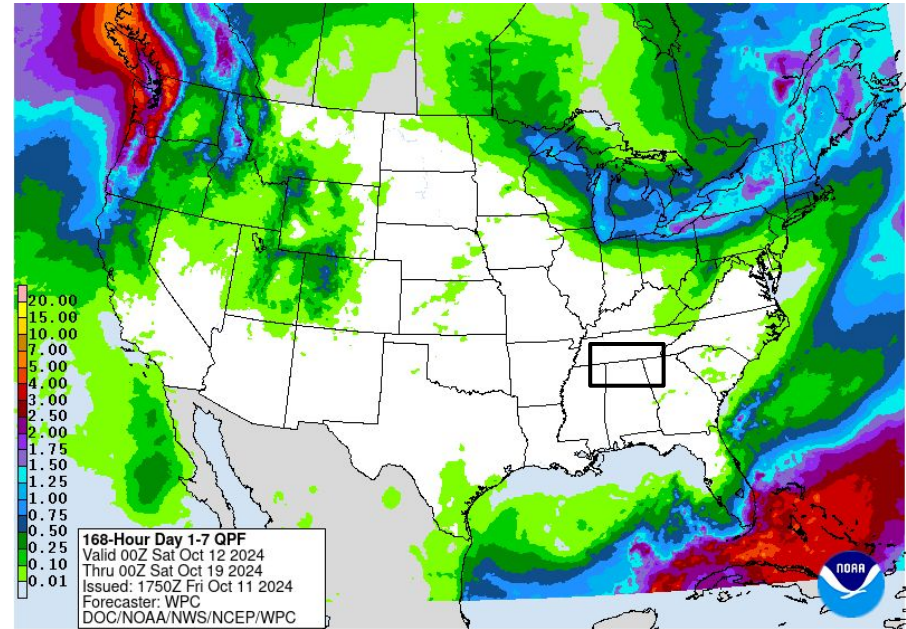 20.00
15.00
10.00
7.00
5.00
4.00
3.00
2.50
2.00
1.75
1.50
1.25
1.00
0.75
0.50
0.25
0.10
0.01
168-Hour Day 1-7 QPF
Valid 00Z Sat Oct 12 2024
Thru 00Z Sat Oct 19 2024
Issued: 1750Z Fri Oct 11 2024
Forecaster: WPC
DOC/NOAA/NWS/NCEP/WPC
NOAA